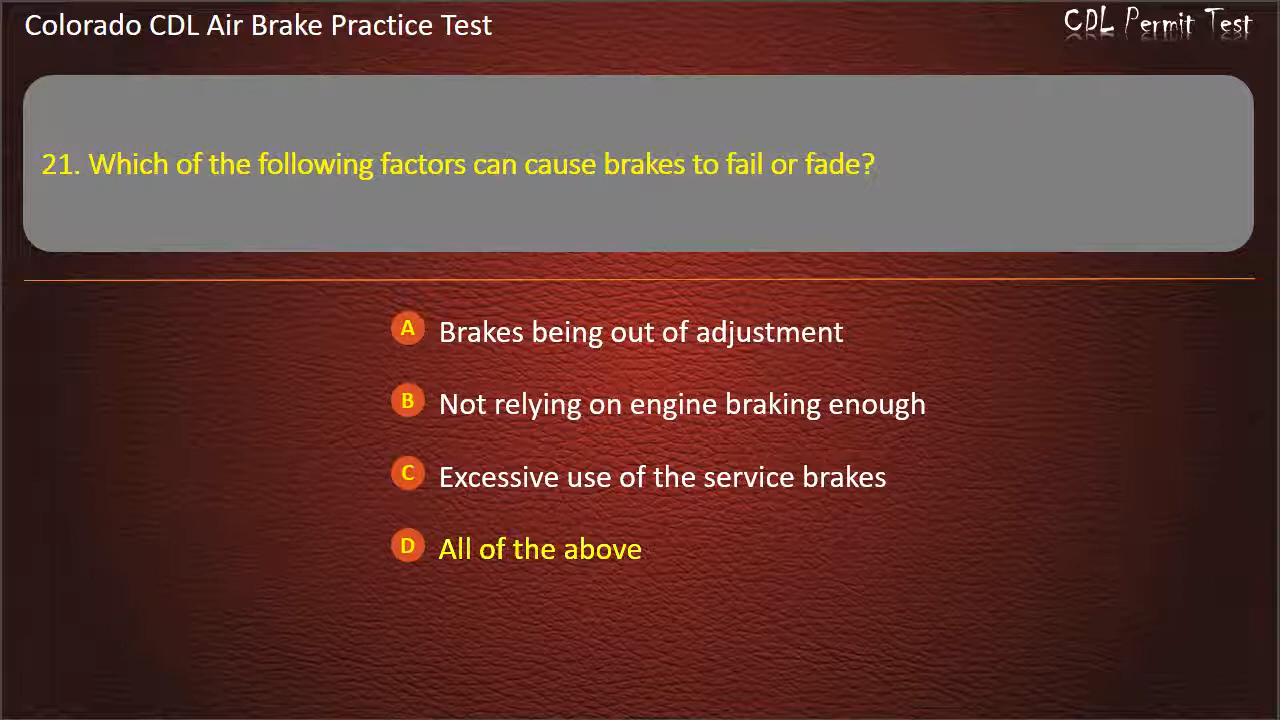 Colorado CDL Air Brake Practice Test
CDL Permit Test
21. Which of the following factors can cause brakes to fail or fade?
A Brakes being out of adjustment
B Not relying on engine braking enough
C Excessive use of the service brakes
D All of the above